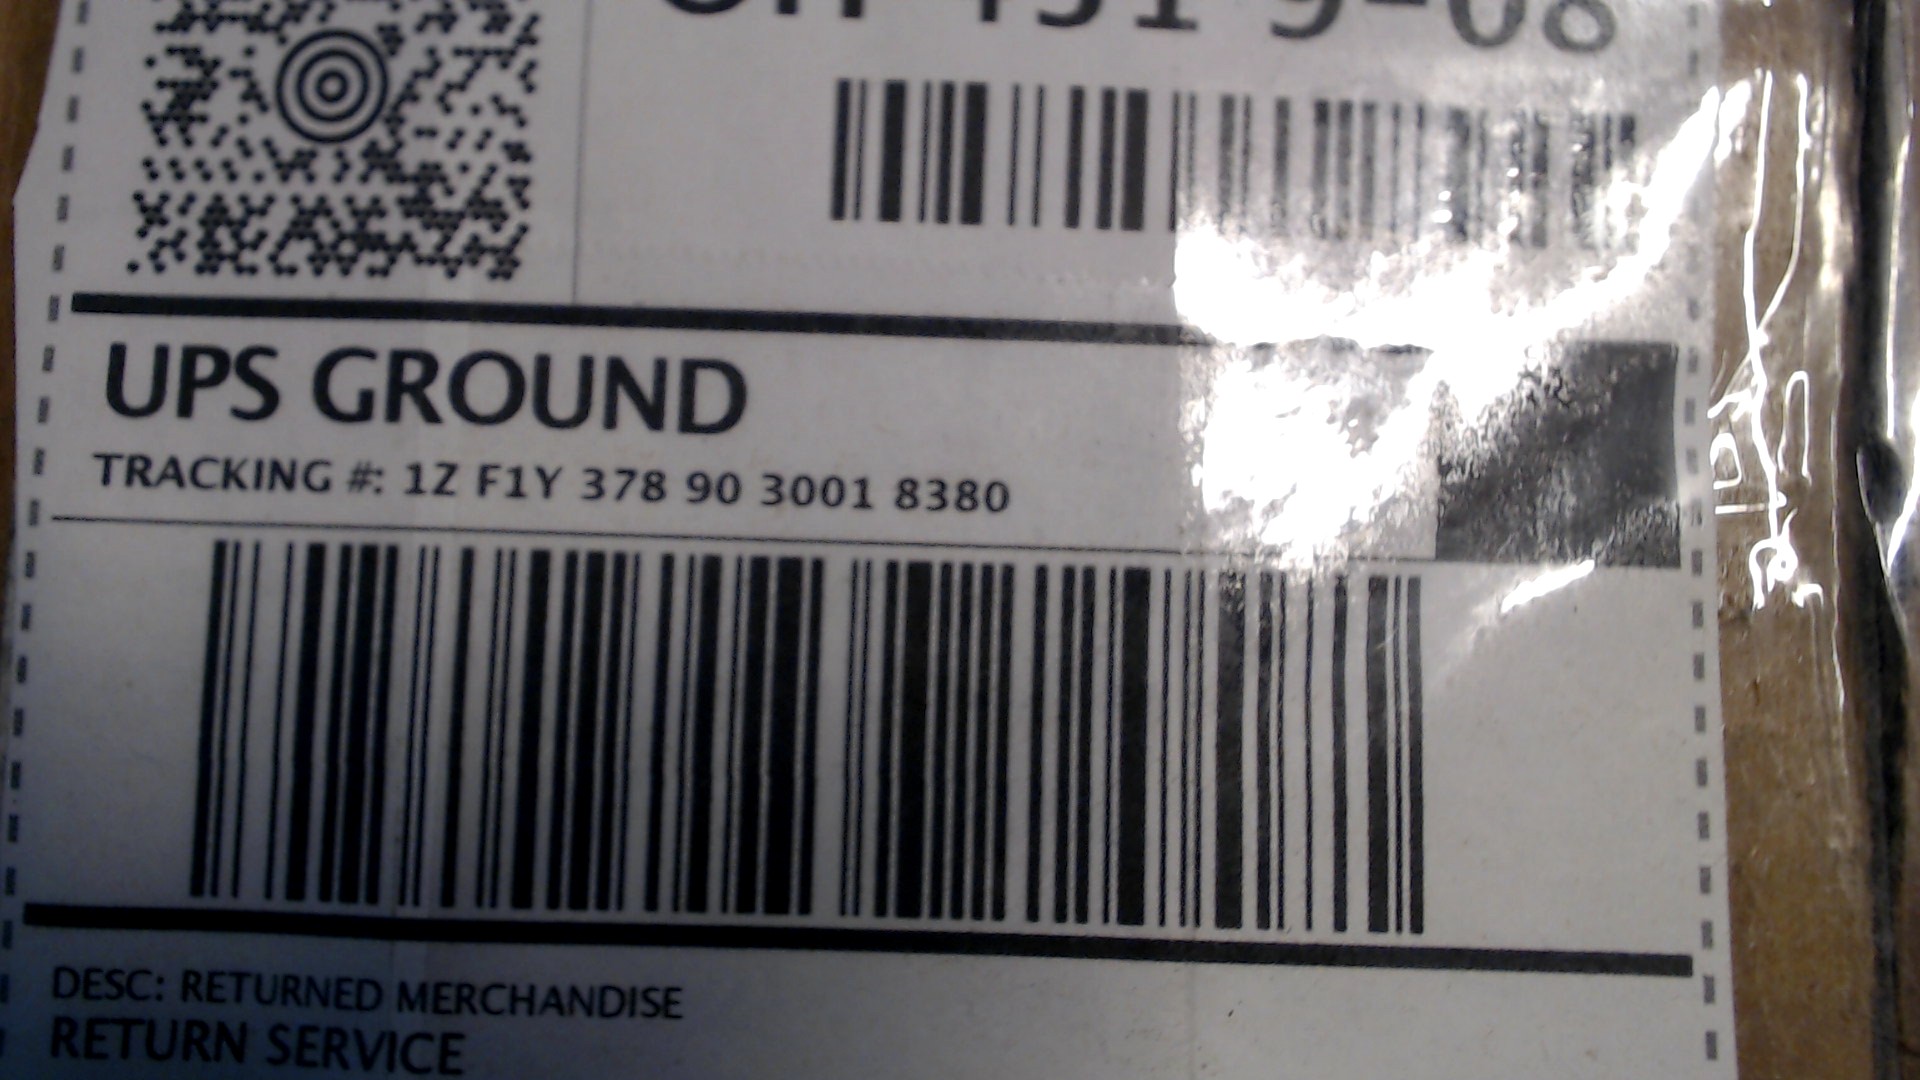 UPS GROUND
TRACKING #: 1Z F1Y 378 90 3001 8380
DESC: RETURNED MERCHANDISE
RETURN SERVICE